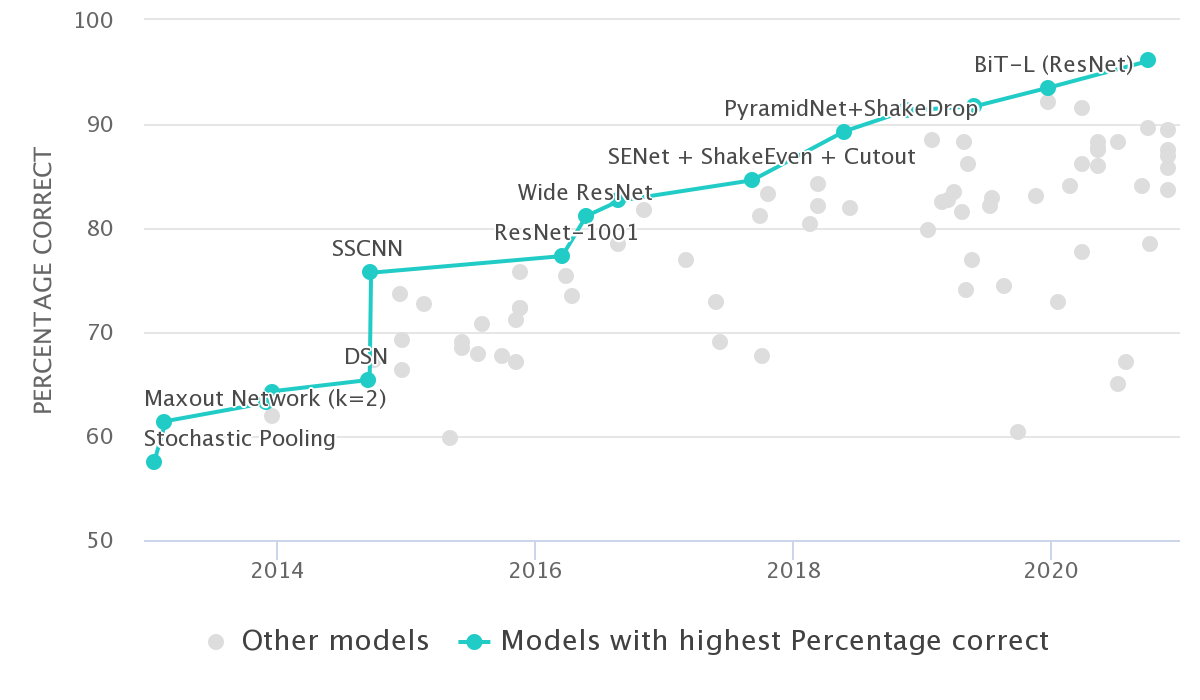 100
90
80
70
60
50
PERCENTAGE CORRECT
BiT-L (ResNet)
PyramidNet+ShakeDrop
SENet + ShakeEven + Cutout
Wide ResNet
ResNet-1001
SSCNN
DSN
Maxout Network (k=2)
Stochastic Pooling
2014 2016 2018 2020
Other models Models with highest Percentage correct